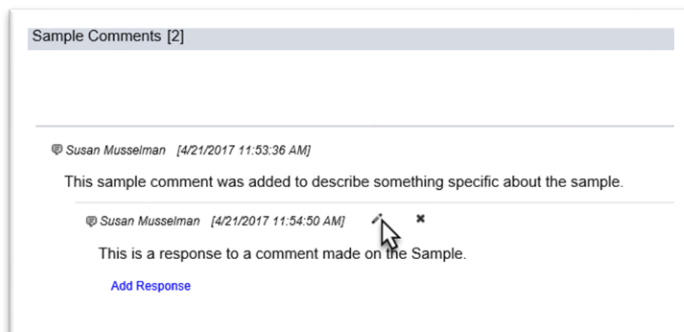 Sample Comments [2]
Susan Musselman [4/21/2017 11:53:36 AM]
This sample comment was added to describe something specific about the sample.
Susan Musselman [4/21/2017 11:54:50 AM]
This is a response to a comment made on the Sample.
Add Response